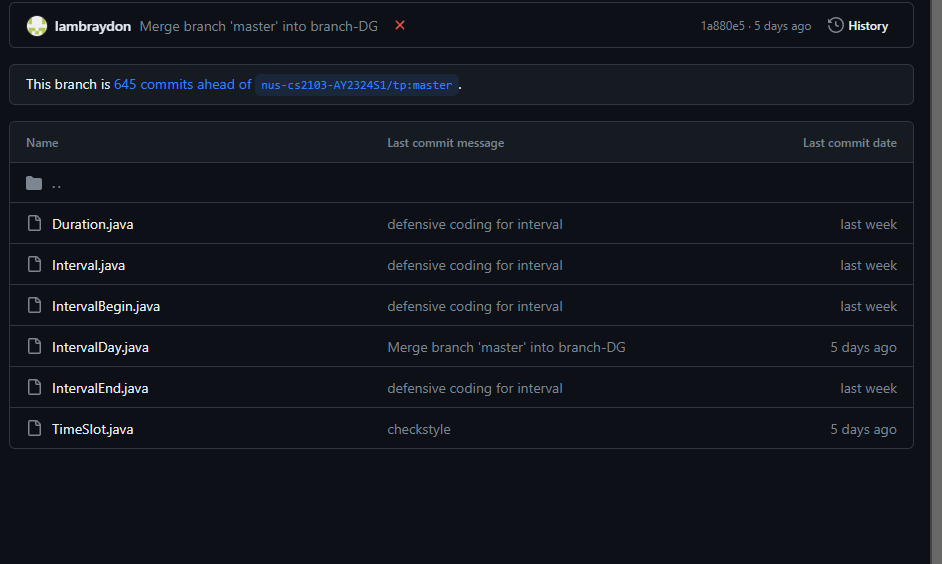 lambraydon Merge branch 'master' into branch-DG 1a880e5 · 5 days ago History
This branch is 645 commits ahead of nus-cs2103-AY2324S1/tp:master .
Name Last commit message Last commit date
..
Duration.java defensive coding for interval last week
Interval.java defensive coding for interval last week
IntervalBegin.java defensive coding for interval last week
IntervalDay.java Merge branch 'master' into branch-DG 5 days ago
IntervalEnd.java defensive coding for interval last week
TimeSlot.java checkstyle 5 days ago